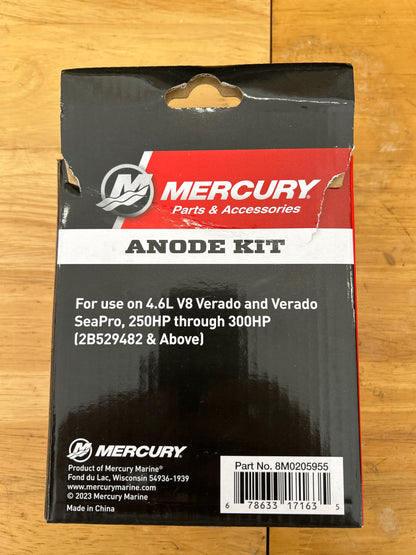 MERCURY
Parts & Accessories
ANODE KIT
For use on 4.6L V8 Verado and Verado
SeaPro, 250HP through 300HP
(2B529482 & Above)
MERCURY
Product of Mercury Marine®
Fond du Lac, Wisconsin 54936-1939
www.mercurymarine.com
© 2023 Mercury Marine
Made in China
Part No. 8M0205955
6 78633 17163 5